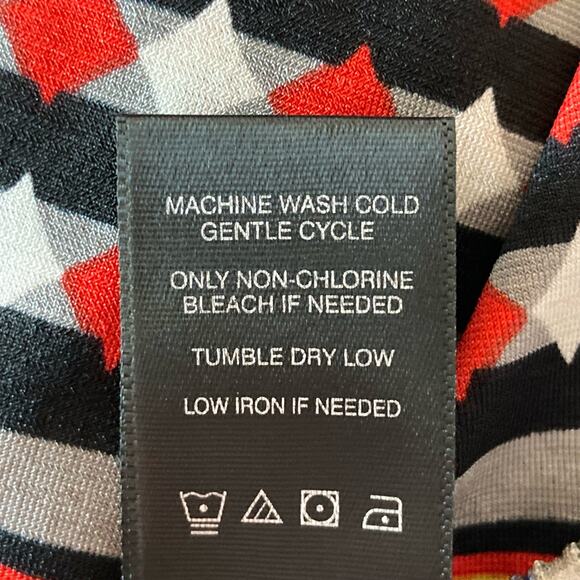 MACHINE WASH COLD
GENTLE CYCLE
ONLY NON-CHLORINE
BLEACH IF NEEDED
TUMBLE DRY LOW
LOW IRON IF NEEDED